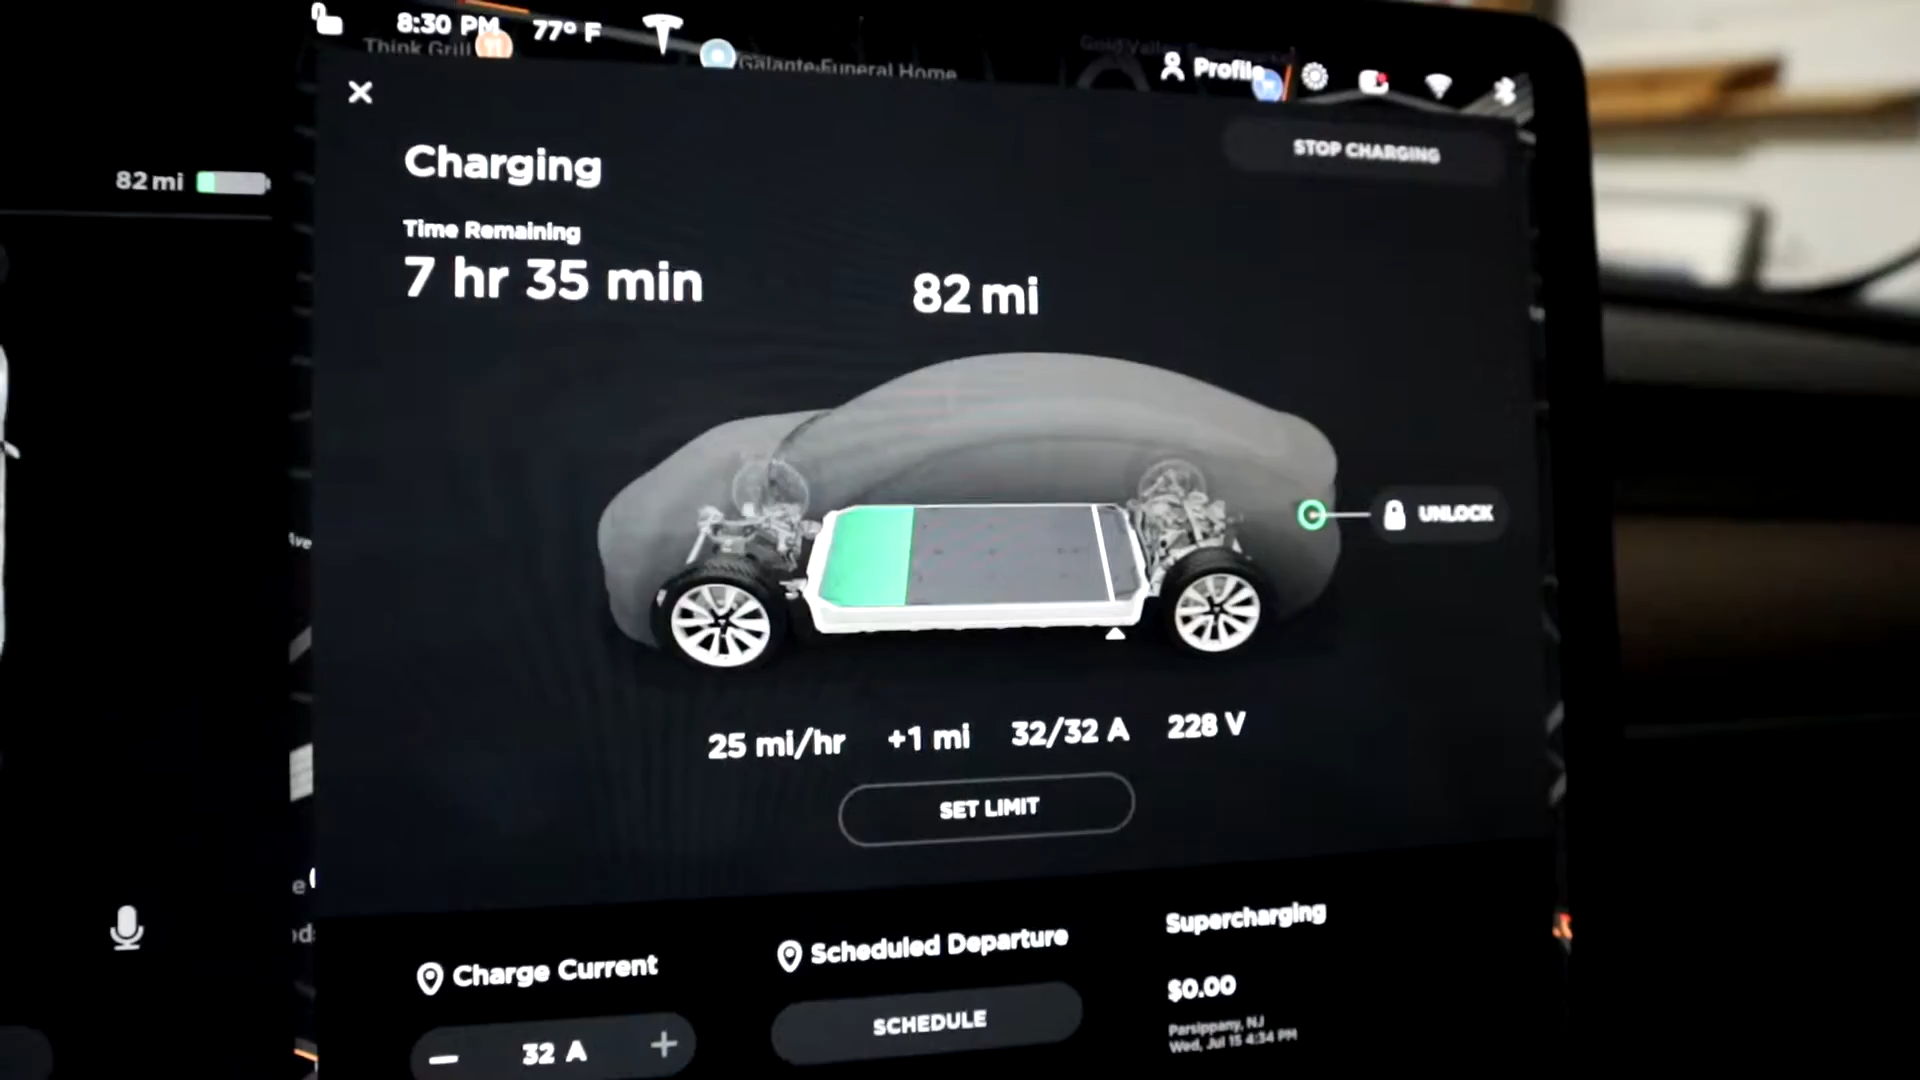 8:30 PM 77° F
Think Grill
Galante Funeral Home
Profile
Charging
STOP CHARGING
82 mi
Time Remaining
7 hr 35 min
82 mi
UNLOCK
25 mi/hr +1 mi 32/32 A 228 V
SET LIMIT
Charge Current
Scheduled Departure
Supercharging
32 A
SCHEDULE
$0.00
Parsippany, NJ
Wed, Jul 15 4:34 PM